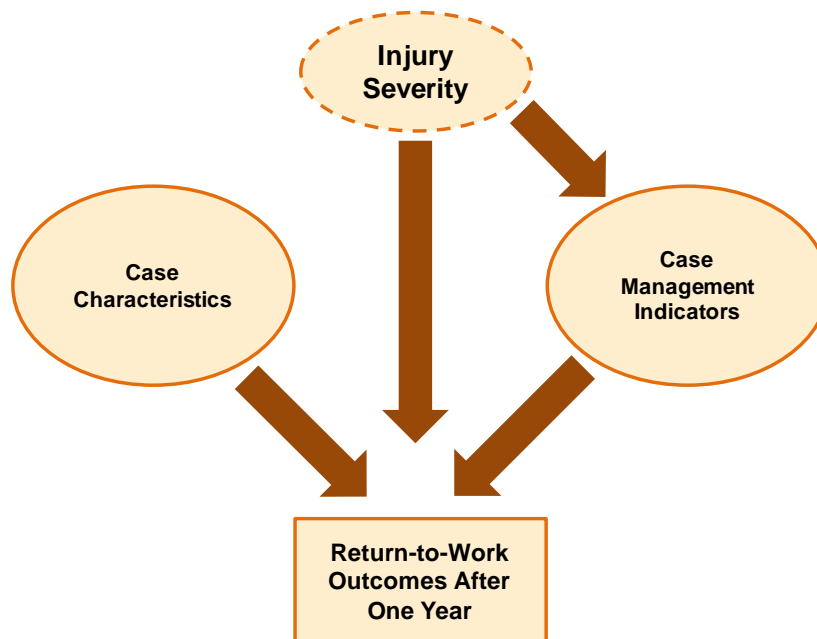 Injury
Severity
Case
Characteristics
Case
Management
Indicators
Return-to-Work
Outcomes After
One Year